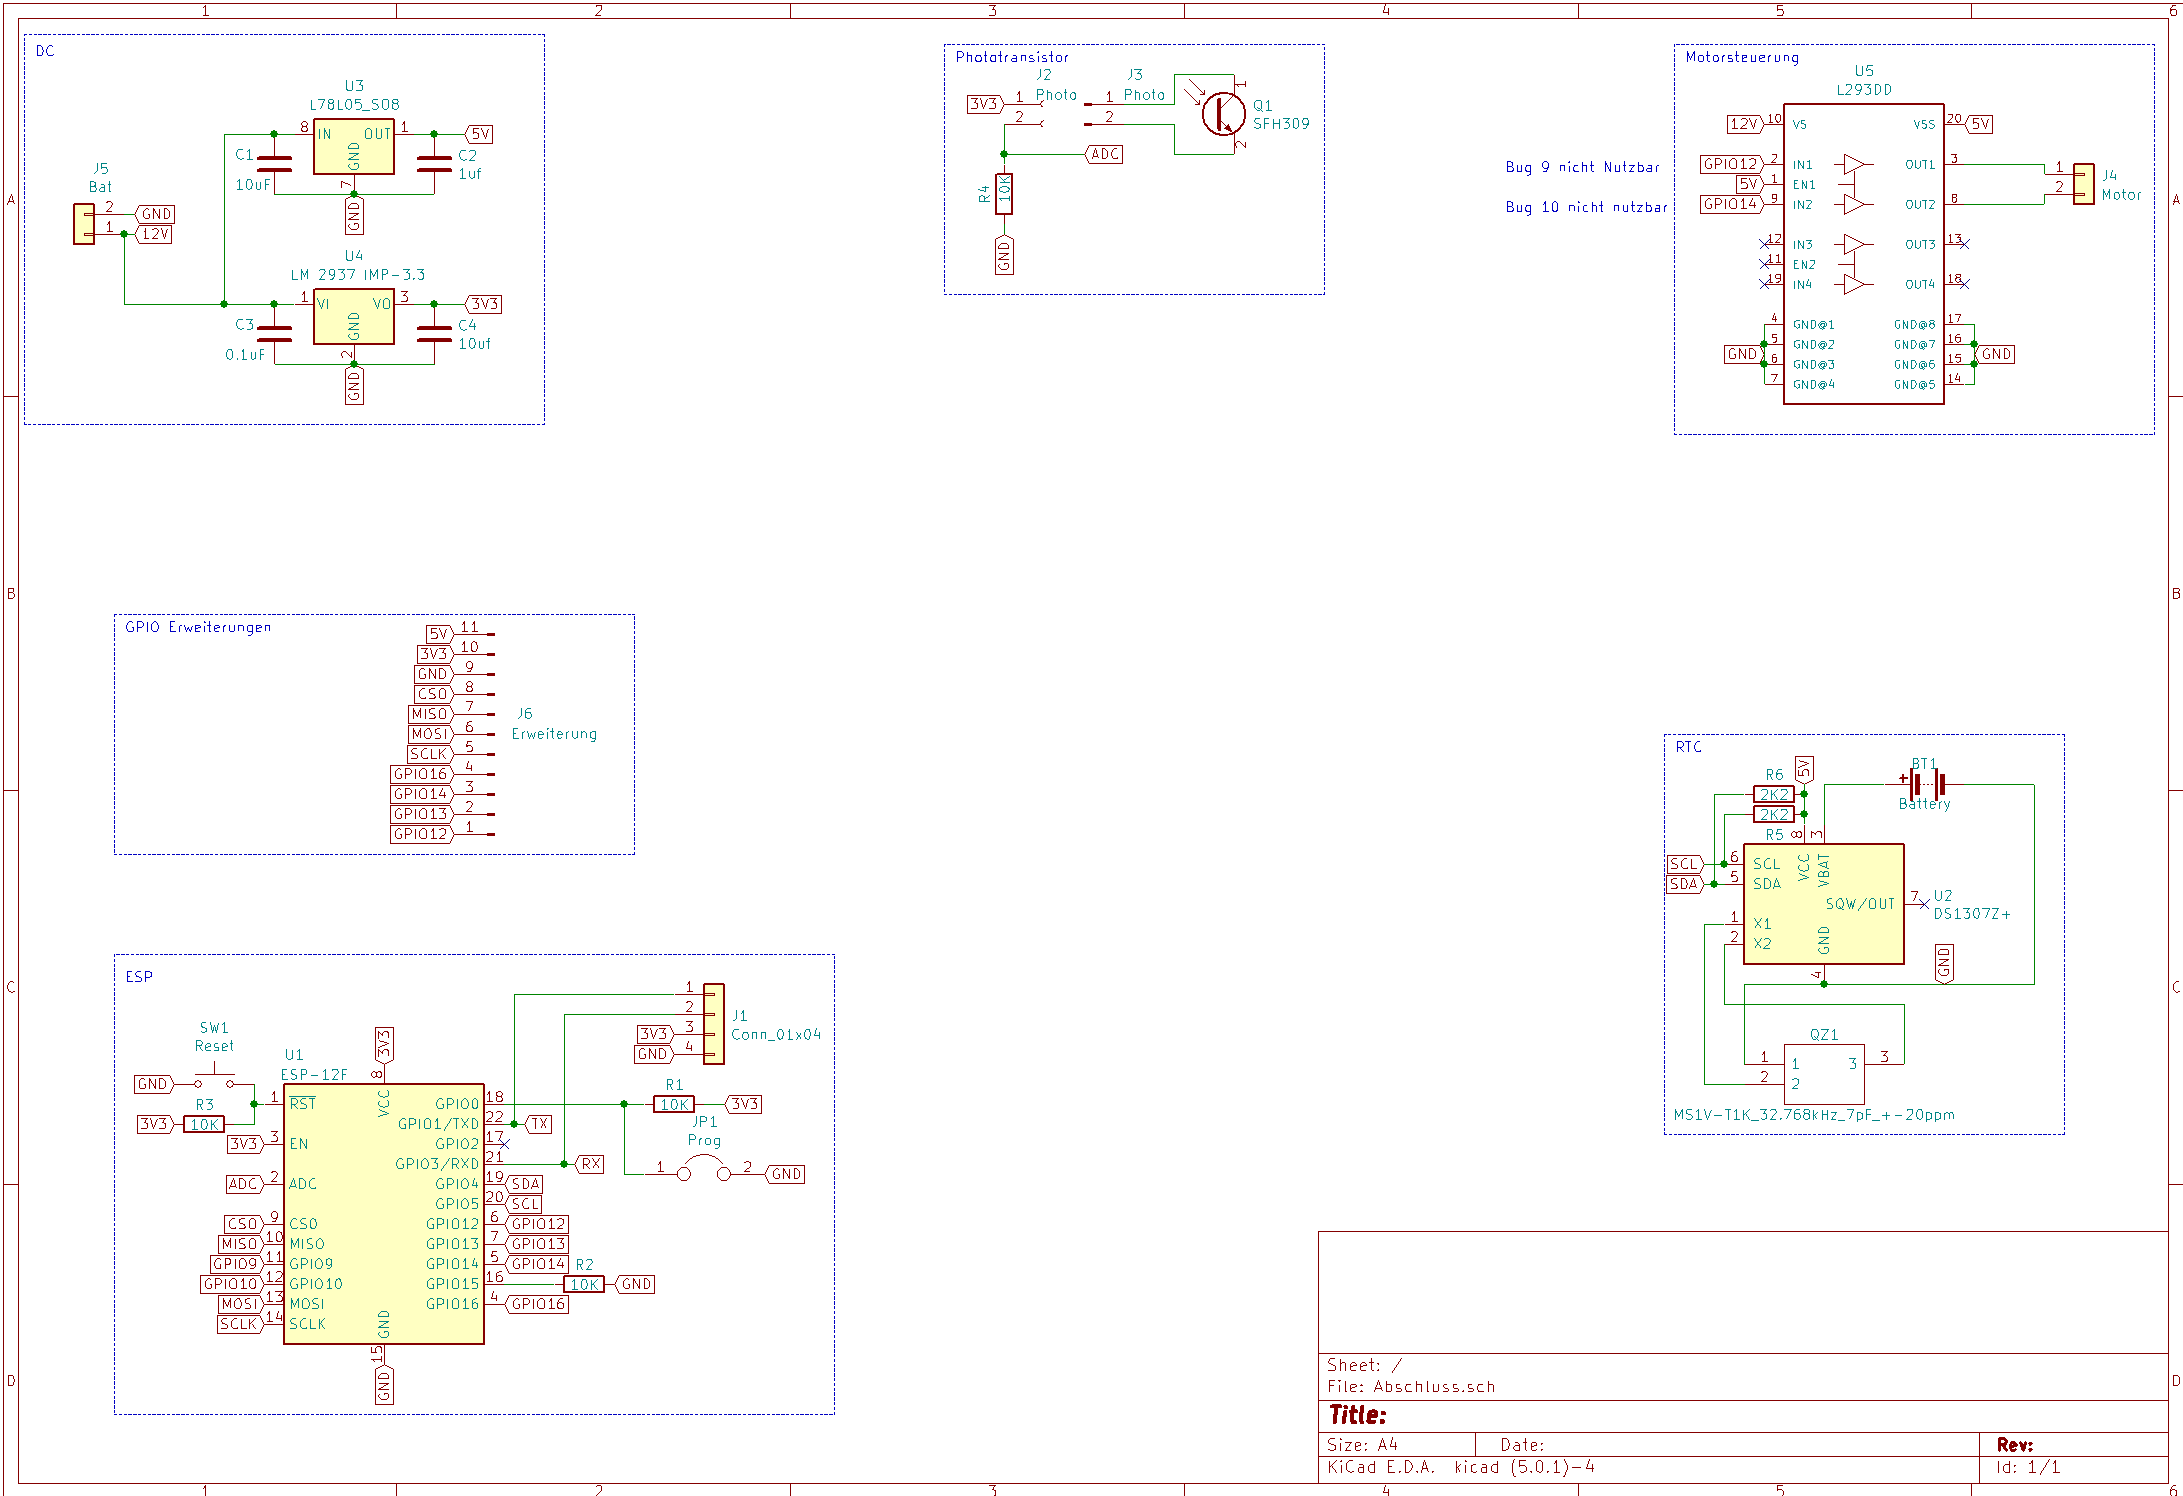 1 2 3 4 5 6
A
B
C
D
A
B
C
D
1 2 3 4 5 6
DC
U3
L78L05_SO8
8 IN OUT 1 5V
GND
7
GND
C1
10uF
C2
1uf
J5
Bat
2 GND
1 12V
U4
LM 2937 IMP-3.3
1 VI VO 3 3V3
GND
2
GND
C3
0.1uF
C4
10uf
Phototransistor
J2
Photo
J3
Photo
3V3 1 1
2 2
ADC
R4
10K
GND
1
Q1
SFH309
2
Bug 9 nicht Nutzbar
Bug 10 nicht nutzbar
Motorsteuerung
U5
L293DD
12V 10 VS VSS 20 5V
GPIO12 2 IN1 OUT1 3
5V 1 EN1
GPIO14 9 IN2 OUT2 8
12 IN3 OUT3 13
11 EN2
19 IN4 OUT4 18
4 GND@1 GND@8 17
5 GND@2 GND@7 16
GND GND
6 GND@3 GND@6 15
7 GND@4 GND@5 14
1
2
J4
Motor
GPIO Erweiterungen
5V 11
3V3 10
GND 9
CS0 8
MISO 7
MOSI 6
SCLK 5
GPIO16 4
GPIO14 3
GPIO13 2
GPIO12 1
J6
Erweiterung
RTC
R6
2K2
2K2
R5
5V
BT1
+
Battery
8 3
SCL 6 SCL
SDA 5 SDA
VCC
VBAT
SQW/OUT 7
U2
DS1307Z+
1 X1
2 X2
GND
4
GND
QZ1
1 1 3 3
2 2
MS1V-T1K_32.768kHz_7pF_+-20ppm
ESP
SW1
Reset
GND
R3
3V3 10K
U1
ESP-12F
3V3
8
VCC
1 RST
3V3 3 EN
ADC 2 ADC
CS0 9 CS0
MISO 10 MISO
GPIO9 11 GPIO9
GPIO10 12 GPIO10
MOSI 13 MOSI
SCLK 14 SCLK
GND
15
GND
GPIO0 18
GPIO1/TXD 22 TX
GPIO2 17
GPIO3/RXD 21 RX
GPIO4 19 SDA
GPIO5 20 SCL
GPIO12 6 GPIO12
GPIO13 7 GPIO13
GPIO14 5 GPIO14
GPIO15 16
GPIO16 4 GPIO16
R2
10K GND
1
2
3V3 3
GND 4
J1
Conn_01x04
R1
10K 3V3
JP1
Prog
1 2 GND
Sheet: /
File: Abschluss.sch
Title:
Size: A4 Date: Rev:
KiCad E.D.A. kicad (5.0.1)-4 Id: 1/1